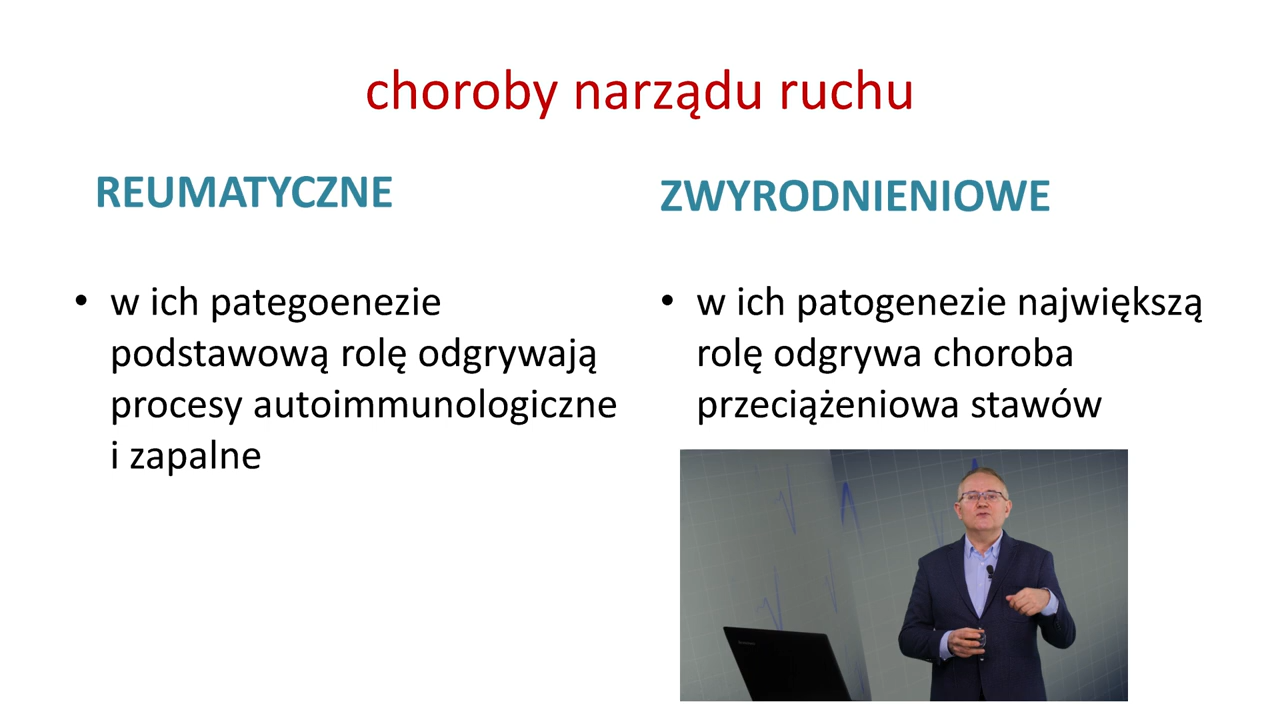 choroby narządu ruchu
REUMATYCZNE
• w ich pategoenezie
podstawową rolę odgrywają
procesy autoimmunologiczne
i zapalne
ZWYRODNIENIOWE
• w ich patogenezie największą
rolę odgrywa choroba
przeciążeniowa stawów